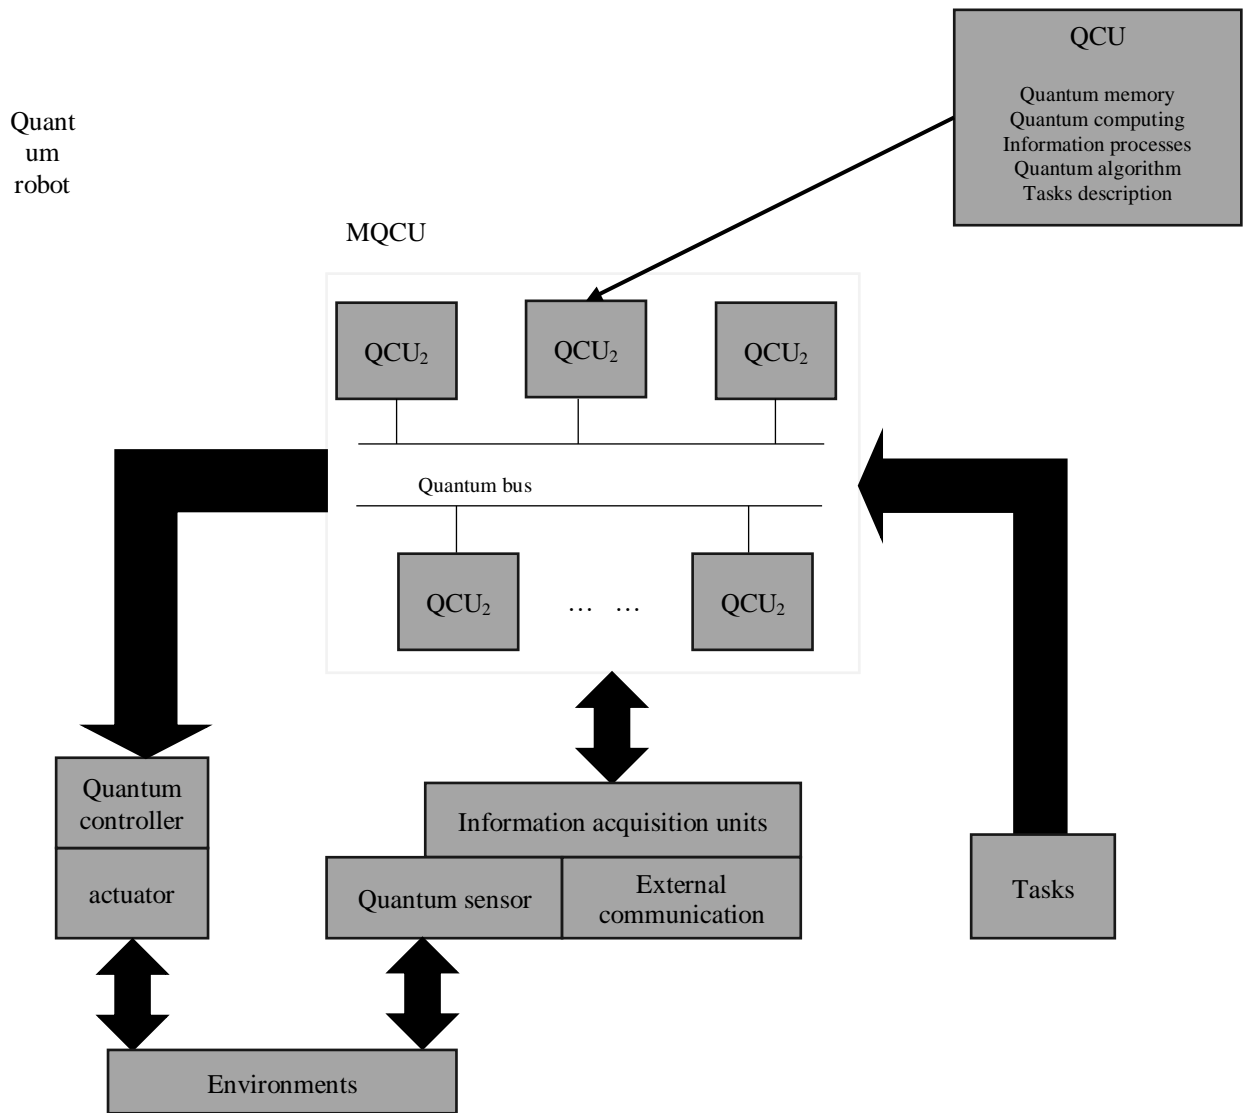 QCU
Quantum memory
Quantum computing
Information processes
Quantum algorithm
Tasks description
Quant
um
robot
MQCU
QCU₂ QCU₂ QCU₂
Quantum bus
QCU₂ … … QCU₂
Quantum
controller
actuator
Information acquisition units
Quantum sensor
External
communication
Tasks
Environments